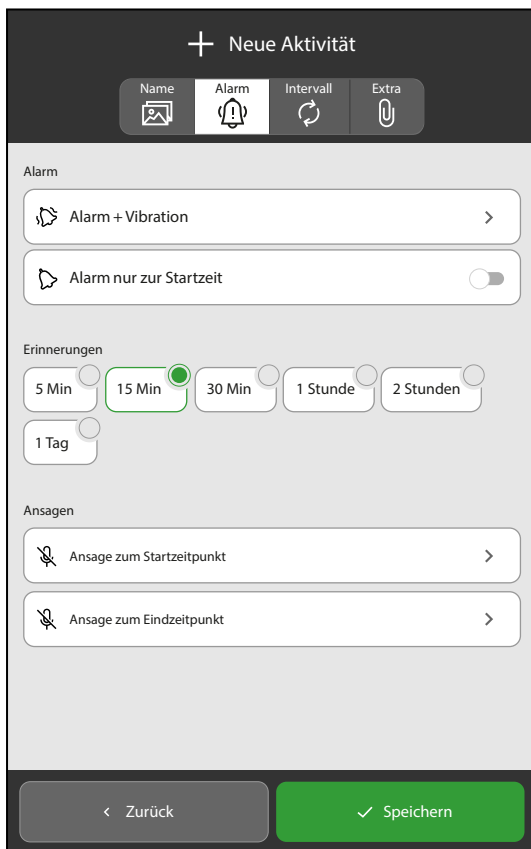 Neue Aktivität
Name Alarm Intervall Extra
Alarm
Alarm + Vibration
Alarm nur zur Startzeit
Erinnerungen
5 Min 15 Min 30 Min 1 Stunde 2 Stunden
1 Tag
Ansagen
Ansage zum Startzeitpunkt
Ansage zum Eindzeitpunkt
Zurück Speichern